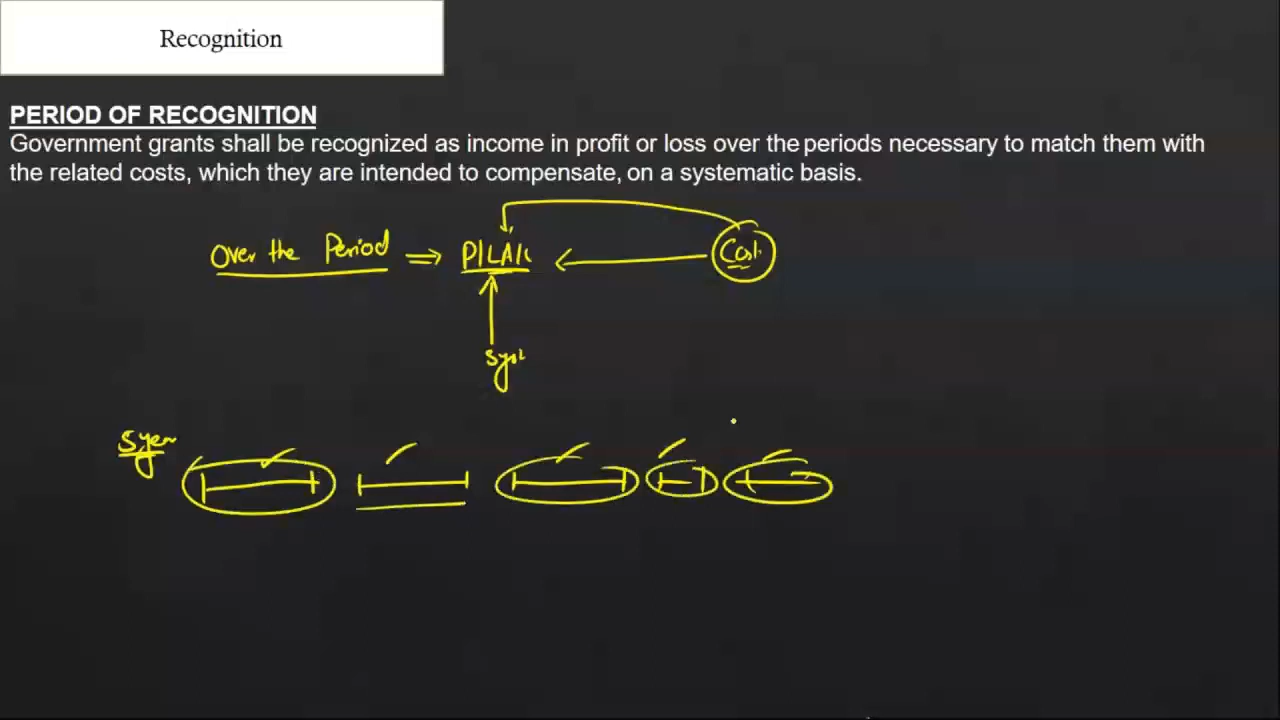 Recognition
PERIOD OF RECOGNITION
Government grants shall be recognized as income in profit or loss over the periods necessary to match them with
the related costs, which they are intended to compensate, on a systematic basis.
Over the Period ⇒ P/L A/c Cost
5 year